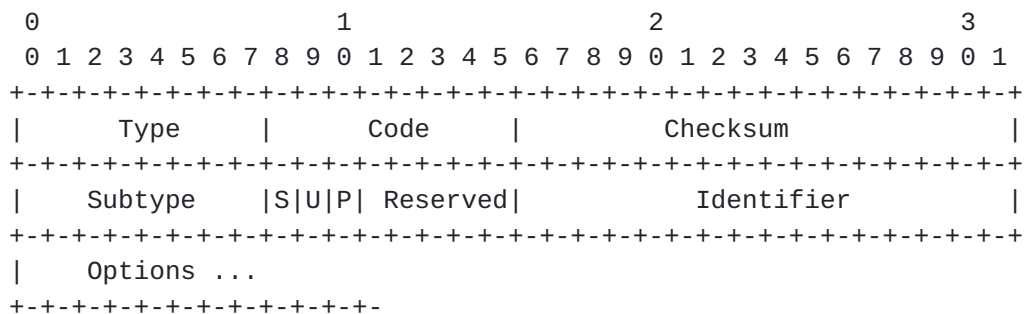 0                   1                   2                   3
 0 1 2 3 4 5 6 7 8 9 0 1 2 3 4 5 6 7 8 9 0 1 2 3 4 5 6 7 8 9 0 1
+-+-+-+-+-+-+-+-+-+-+-+-+-+-+-+-+-+-+-+-+-+-+-+-+-+-+-+-+-+-+-+-+
|      Type     |      Code     |         Checksum              |
+-+-+-+-+-+-+-+-+-+-+-+-+-+-+-+-+-+-+-+-+-+-+-+-+-+-+-+-+-+-+-+-+
|    Subtype    |S|U|P| Reserved|           Identifier          |
+-+-+-+-+-+-+-+-+-+-+-+-+-+-+-+-+-+-+-+-+-+-+-+-+-+-+-+-+-+-+-+-+
|    Options ...
+-+-+-+-+-+-+-+-+-+-+-+-